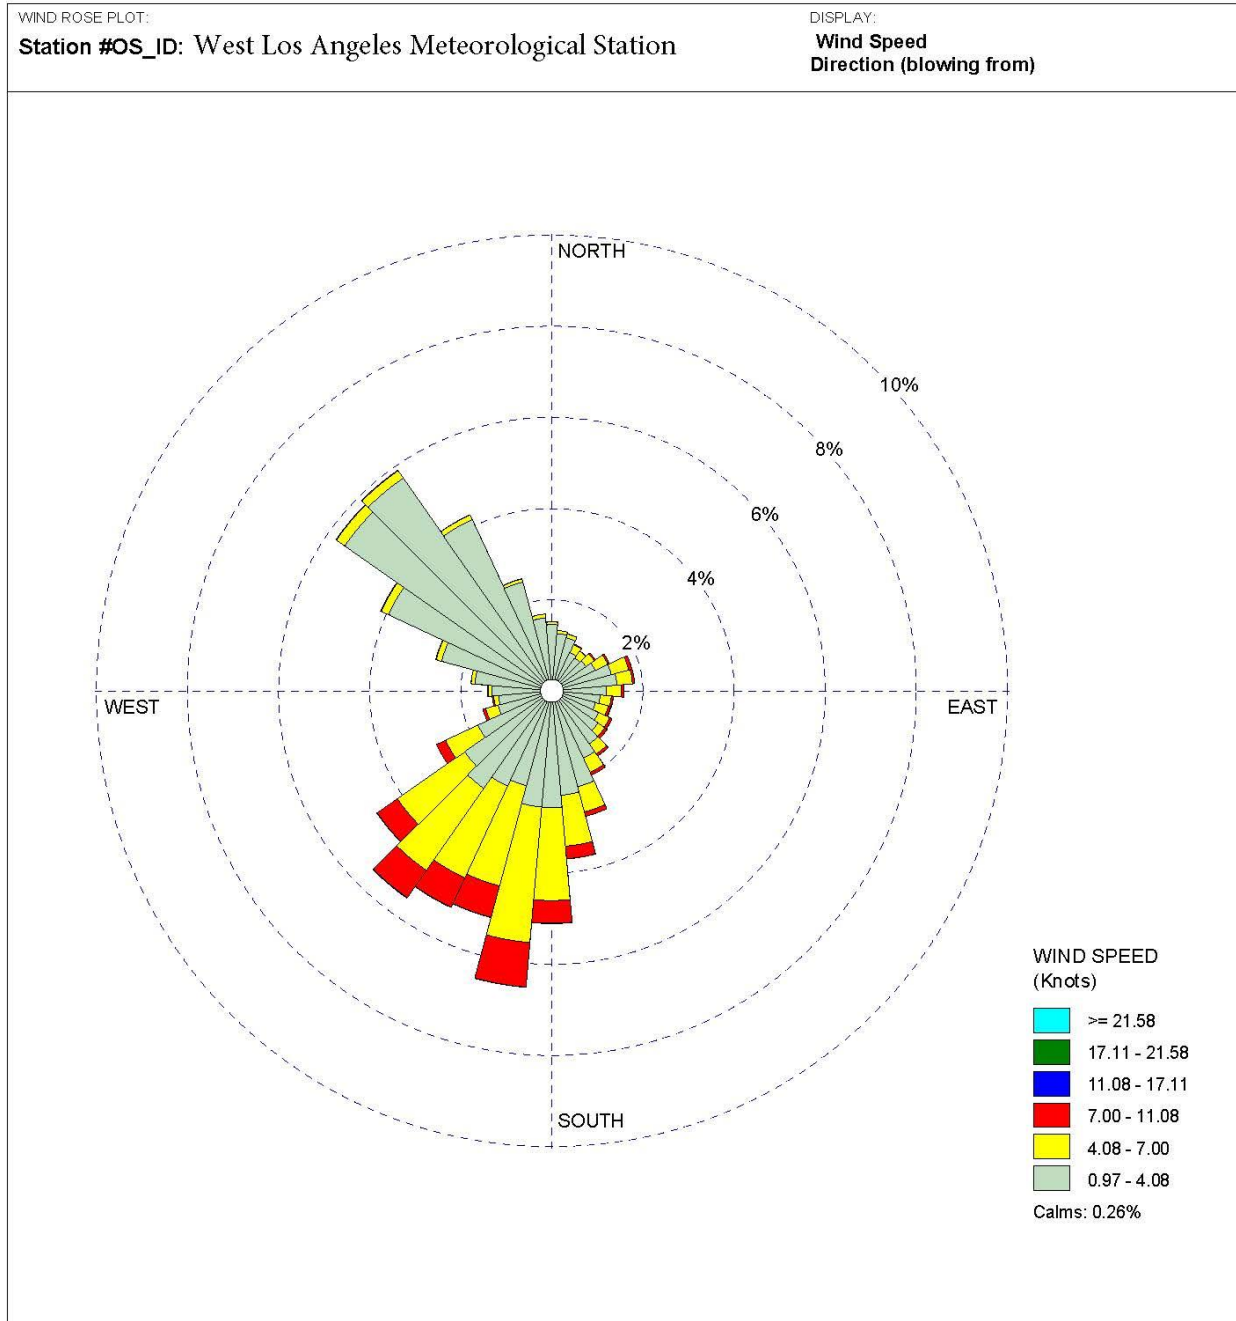 WIND ROSE PLOT:
Station #OS_ID: West Los Angeles Meteorological Station
DISPLAY:
Wind Speed
Direction (blowing from)
NORTH
10%
8%
6%
4%
2%
WEST
EAST
SOUTH
WIND SPEED
(Knots)
>= 21.58
17.11 - 21.58
11.08 - 17.11
7.00 - 11.08
4.08 - 7.00
0.97 - 4.08
Calms: 0.26%